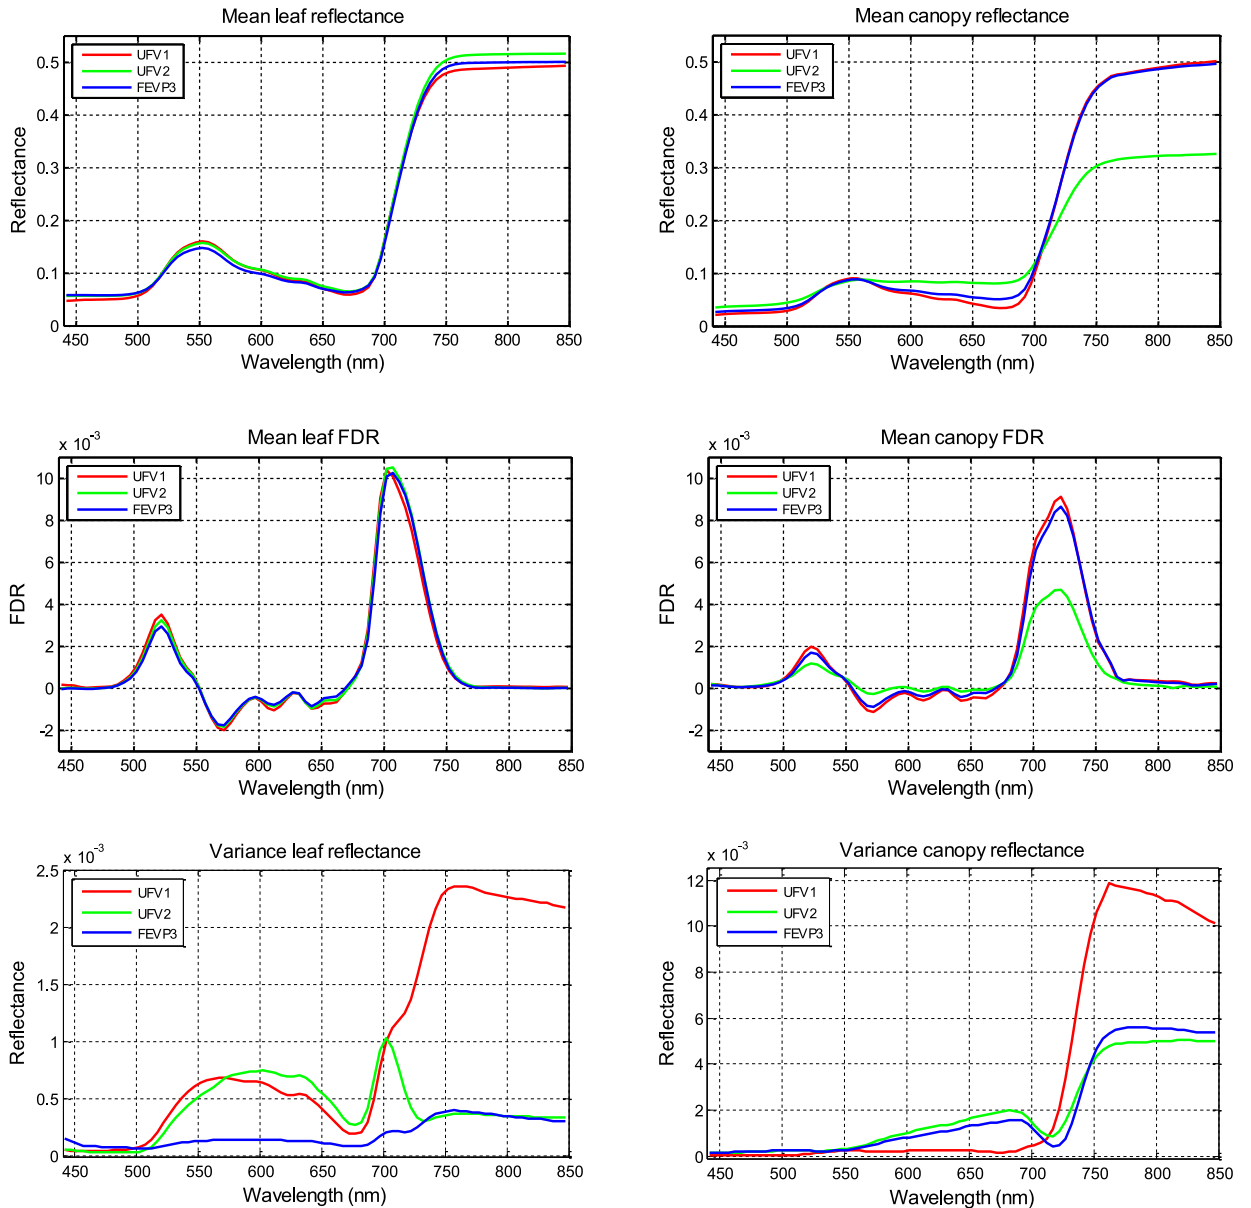 Mean leaf reflectance
UFV1
UFV2
FEVP3
0.5
0.4
0.3
0.2
0.1
0
Reflectance
450 500 550 600 650 700 750 800 850
Wavelength (nm)
Mean canopy reflectance
UFV1
UFV2
FEVP3
0.5
0.4
0.3
0.2
0.1
0
Reflectance
450 500 550 600 650 700 750 800 850
Wavelength (nm)
x 10-3
Mean leaf FDR
UFV1
UFV2
FEVP3
10
8
6
4
2
0
-2
FDR
450 500 550 600 650 700 750 800 850
Wavelength (nm)
x 10-3
Mean canopy FDR
UFV1
UFV2
FEVP3
10
8
6
4
2
0
-2
FDR
450 500 550 600 650 700 750 800 850
Wavelength (nm)
x 10-3
Variance leaf reflectance
UFV1
UFV2
FEVP3
2.5
2
1.5
1
0.5
0
Reflectance
450 500 550 600 650 700 750 800 850
Wavelength (nm)
x 10-3
Variance canopy reflectance
UFV1
UFV2
FEVP3
12
10
8
6
4
2
0
Reflectance
450 500 550 600 650 700 750 800 850
Wavelength (nm)